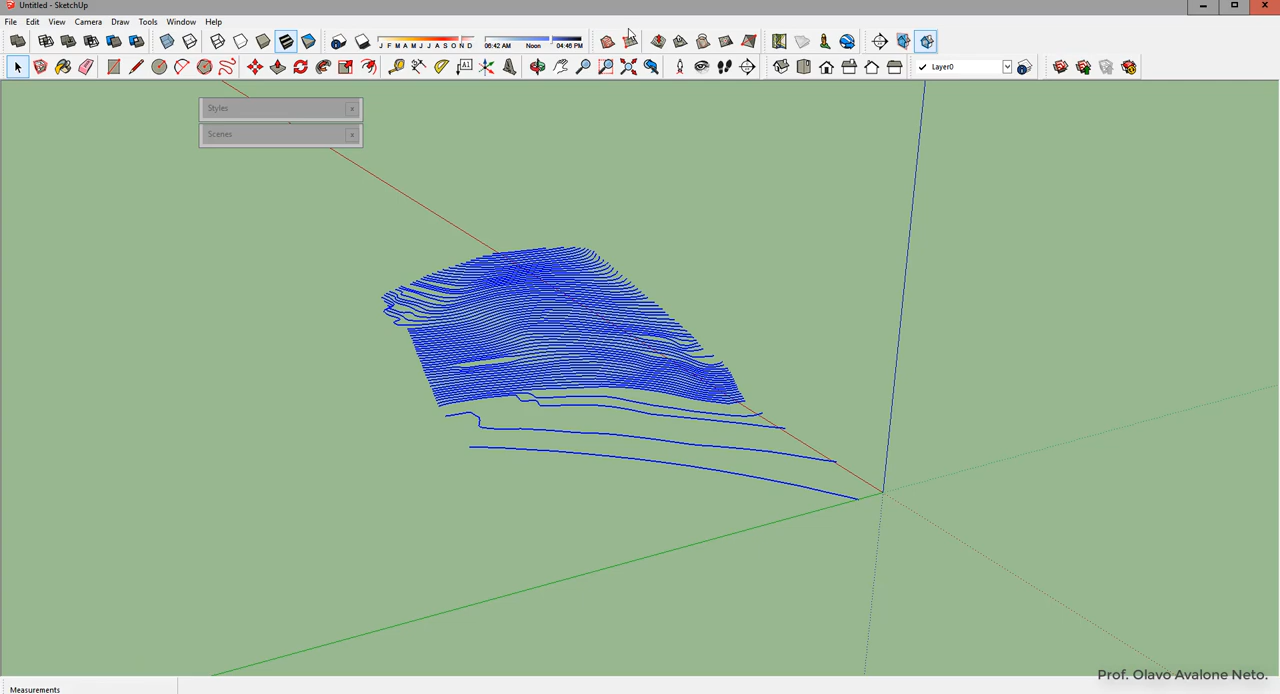 Untitled - SketchUp
File Edit View Camera Draw Tools Window Help
J F M A M J J A S O N D 06:42 AM Noon 04:46 PM
A1 Layer0
Styles x
Scenes x
Prof. Olavo Avalone Neto.
Measurements